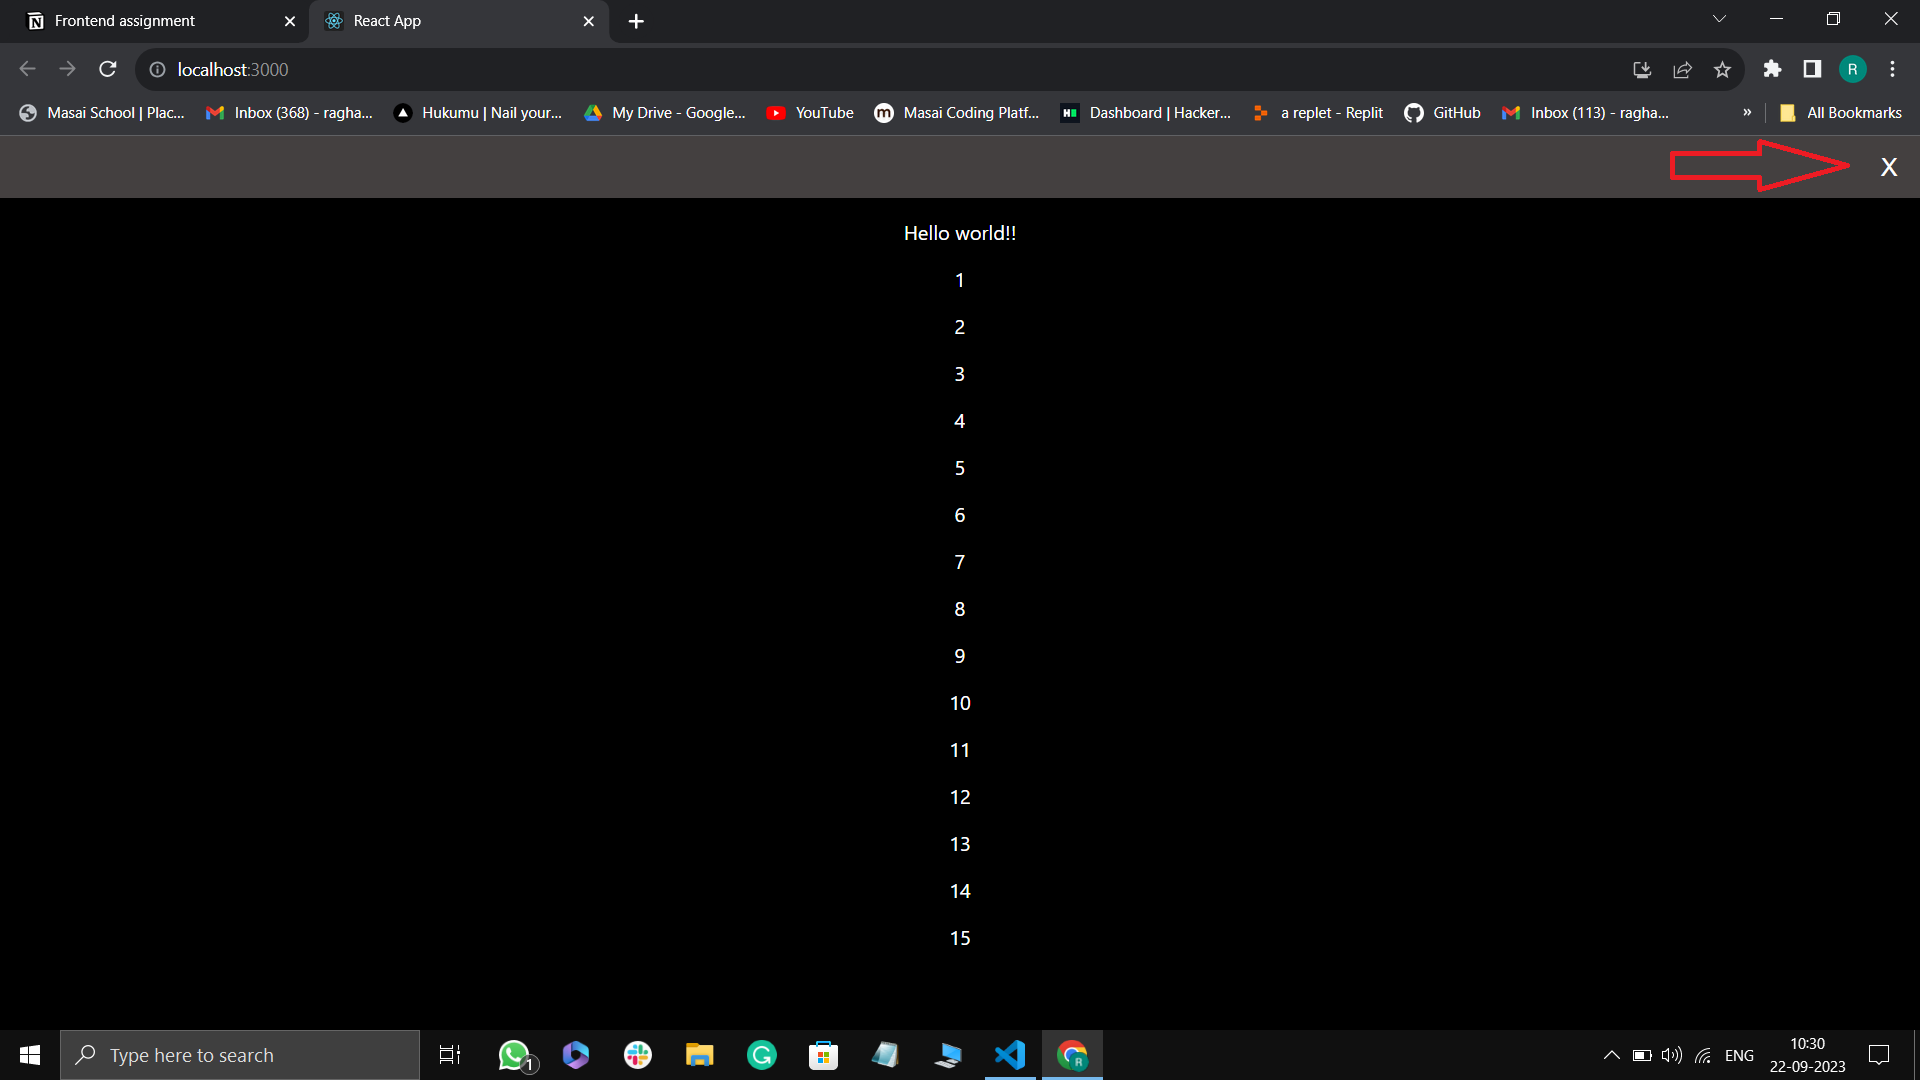 Frontend assignment
React App
localhost:3000
R
Masai School | Plac...
Inbox (368) - ragha...
Hukumu | Nail your...
My Drive - Google...
YouTube
m
Masai Coding Platf...
H
Dashboard | Hacker...
a replet - Replit
GitHub
Inbox (113) - ragha...
»
All Bookmarks
X
Hello world!!
1
2
3
4
5
6
7
8
9
10
11
12
13
14
15
Type here to search
1
R
ENG
10:30
22-09-2023